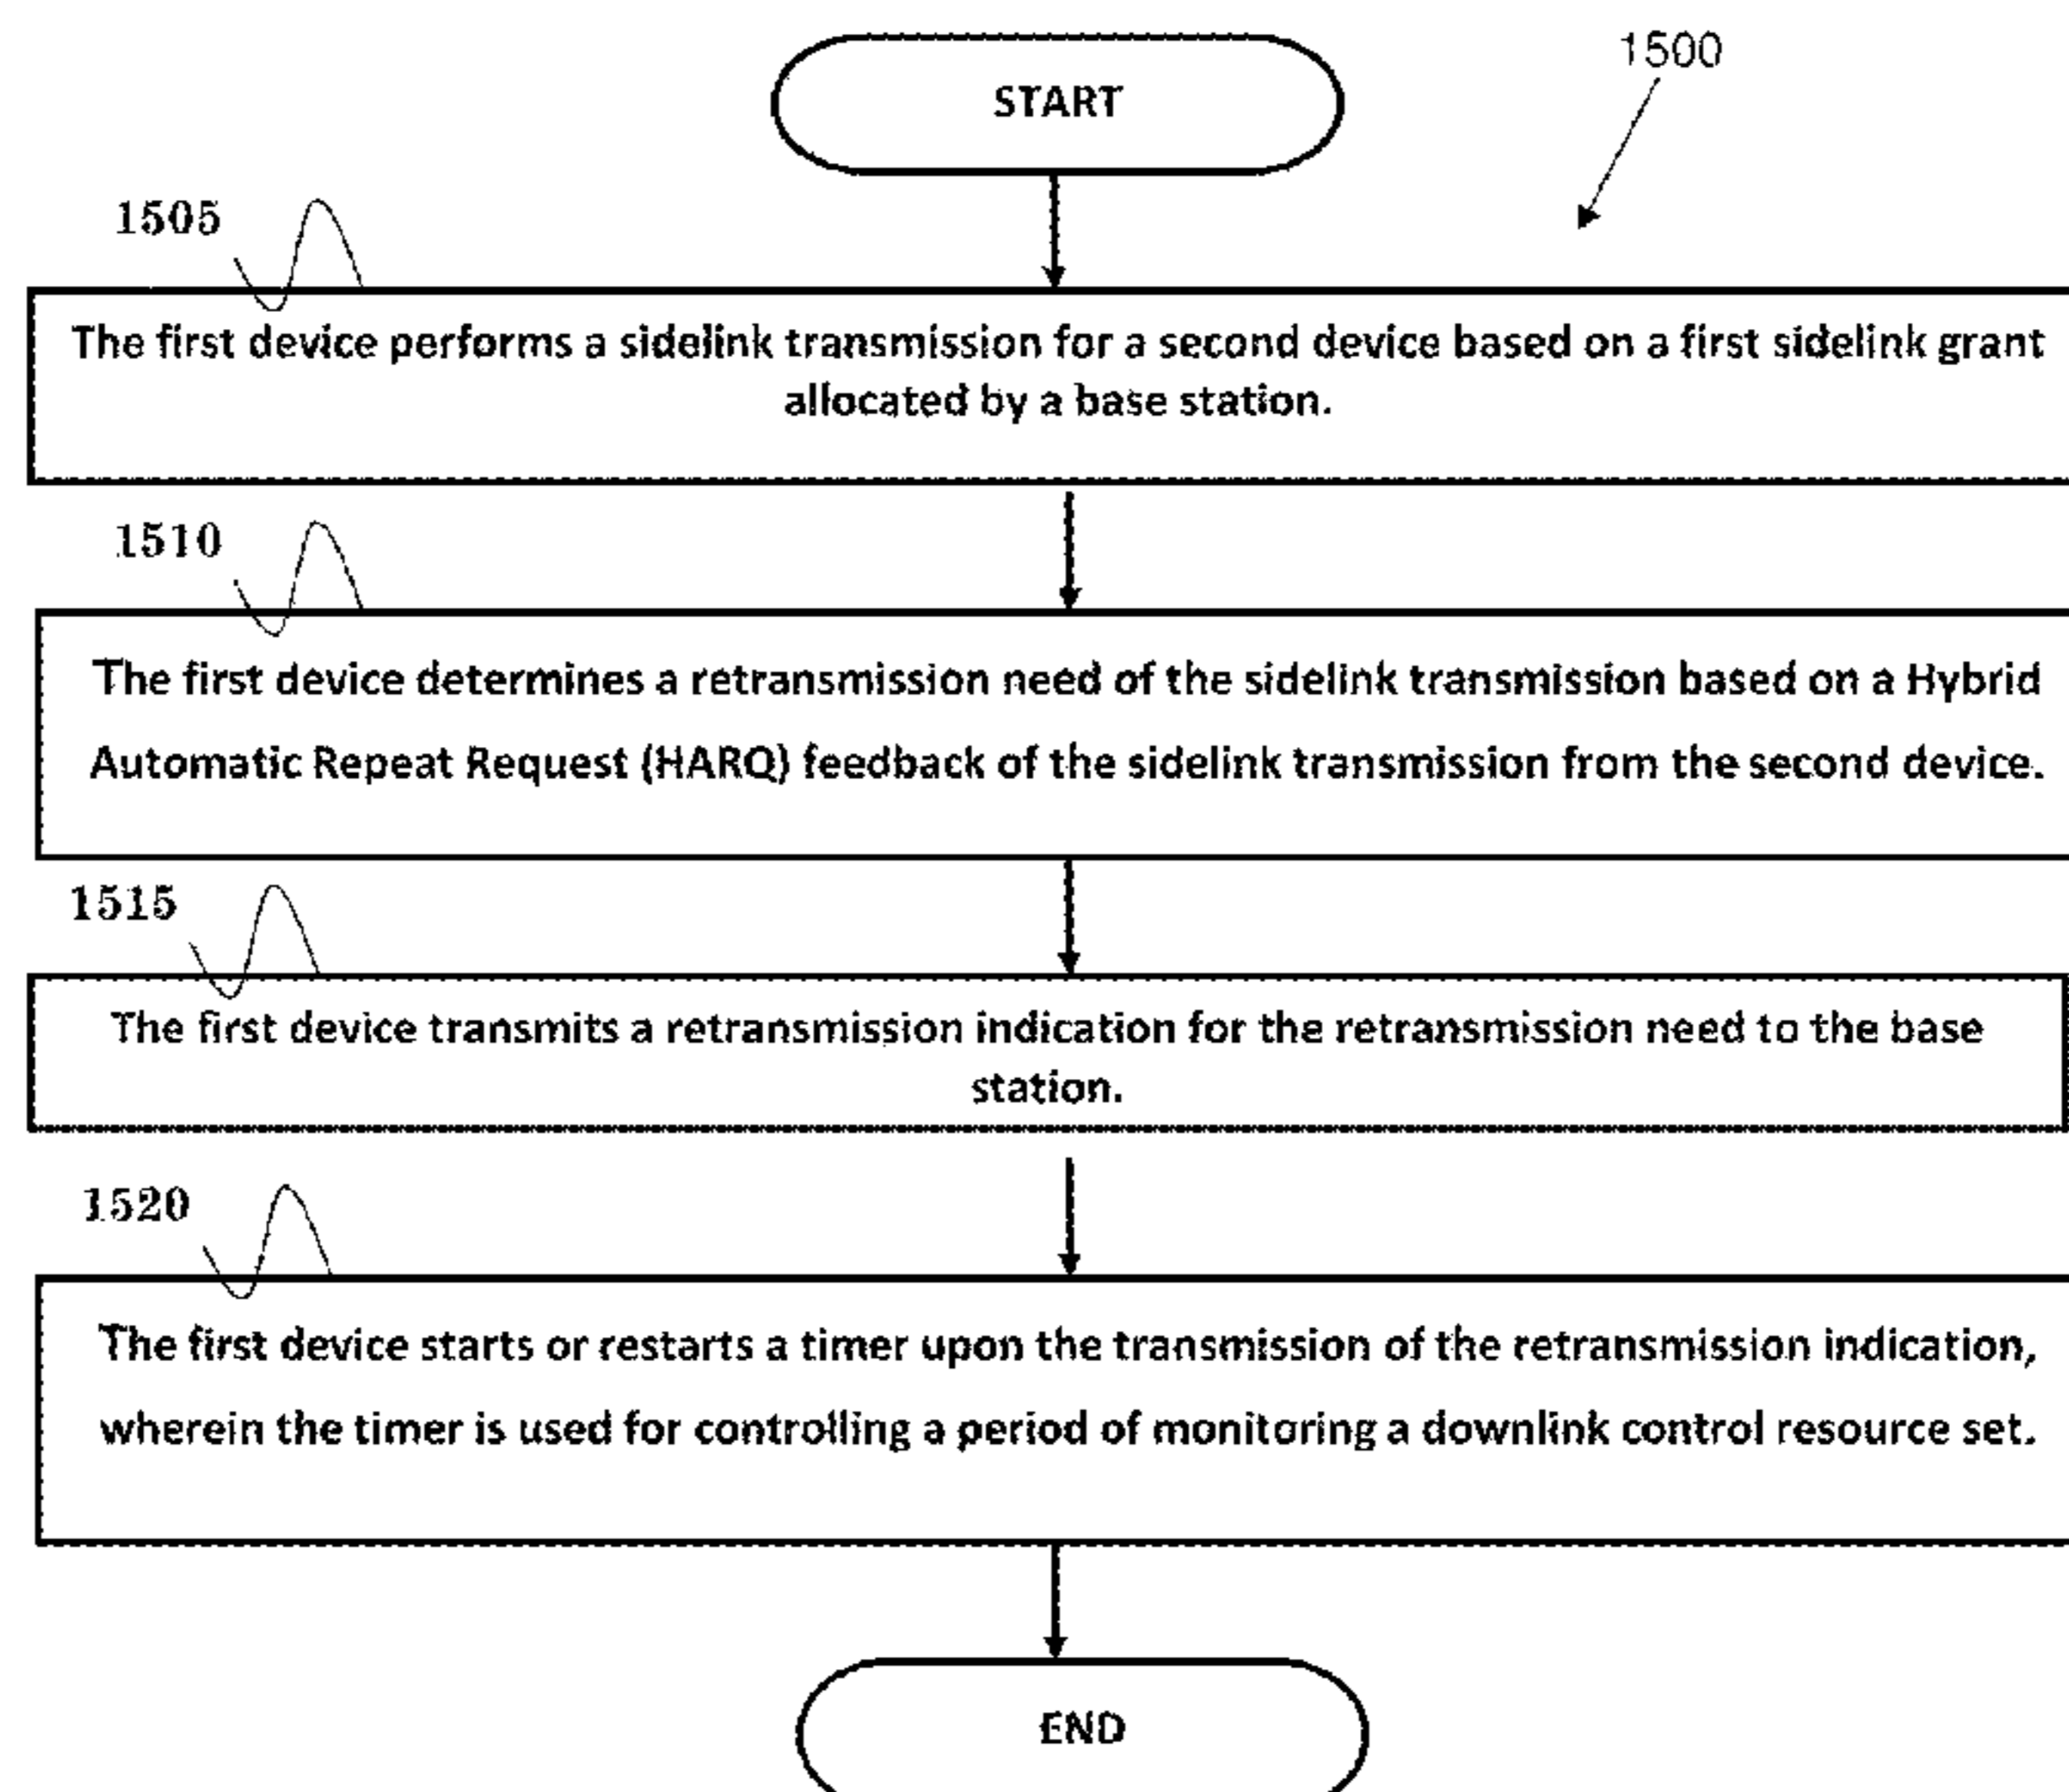 START
1500
1505
The first device performs a sidelink transmission for a second device based on a first sidelink grant
allocated by a base station.
1510
The first device determines a retransmission need of the sidelink transmission based on a Hybrid
Automatic Repeat Request (HARQ) feedback of the sidelink transmission from the second device.
1515
The first device transmits a retransmission indication for the retransmission need to the base
station.
1520
The first device starts or restarts a timer upon the transmission of the retransmission indication,
wherein the timer is used for controlling a period of monitoring a downlink control resource set.
END